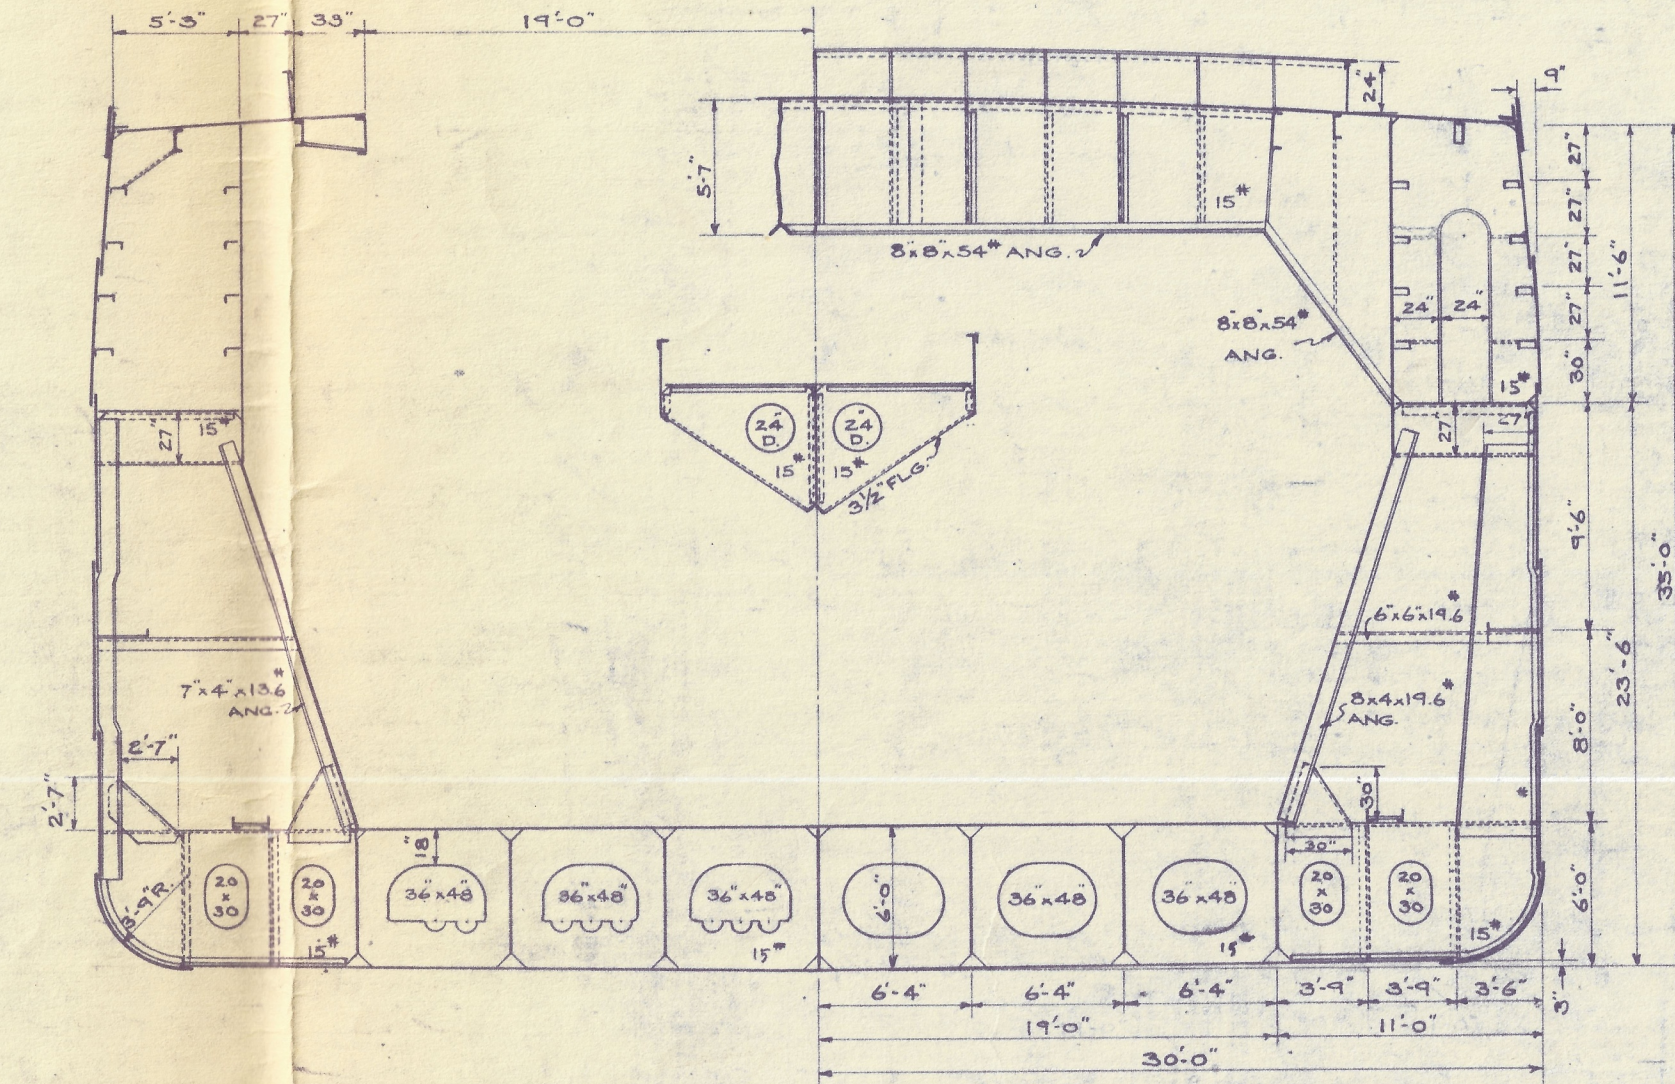 5'-3" 27" 33" 19'-0"
24" 9"
5'-7"
15#
8"x8"x54# ANG.
27"
27"
27"
27"
30"
11'-6"
24" 24"
8"x8"x54#
ANG.
15#
27" 15#
24"
D.
15#
24"
D.
15#
3 1/2" FLG.
27" 27"
9'-6"
35'-0"
6"x6"x19.6#
23'-6"
7"x4"x13.6#
ANG.
8x4x19.6#
ANG.
8'-0"
2'-7"
2'-7"
30"
#
18"
30"
3'-9" R.
20
x
30
20
x
30
36"x48"
36"x48"
36"x48"
6'-0"
36"x48"
36"x48"
20
x
30
20
x
30
6'-0"
15#
15#
15#
15#
6'-4" 6'-4" 6'-4" 3'-9" 3'-9" 3'-6" 3"
19'-0" 11'-0"
30'-0"